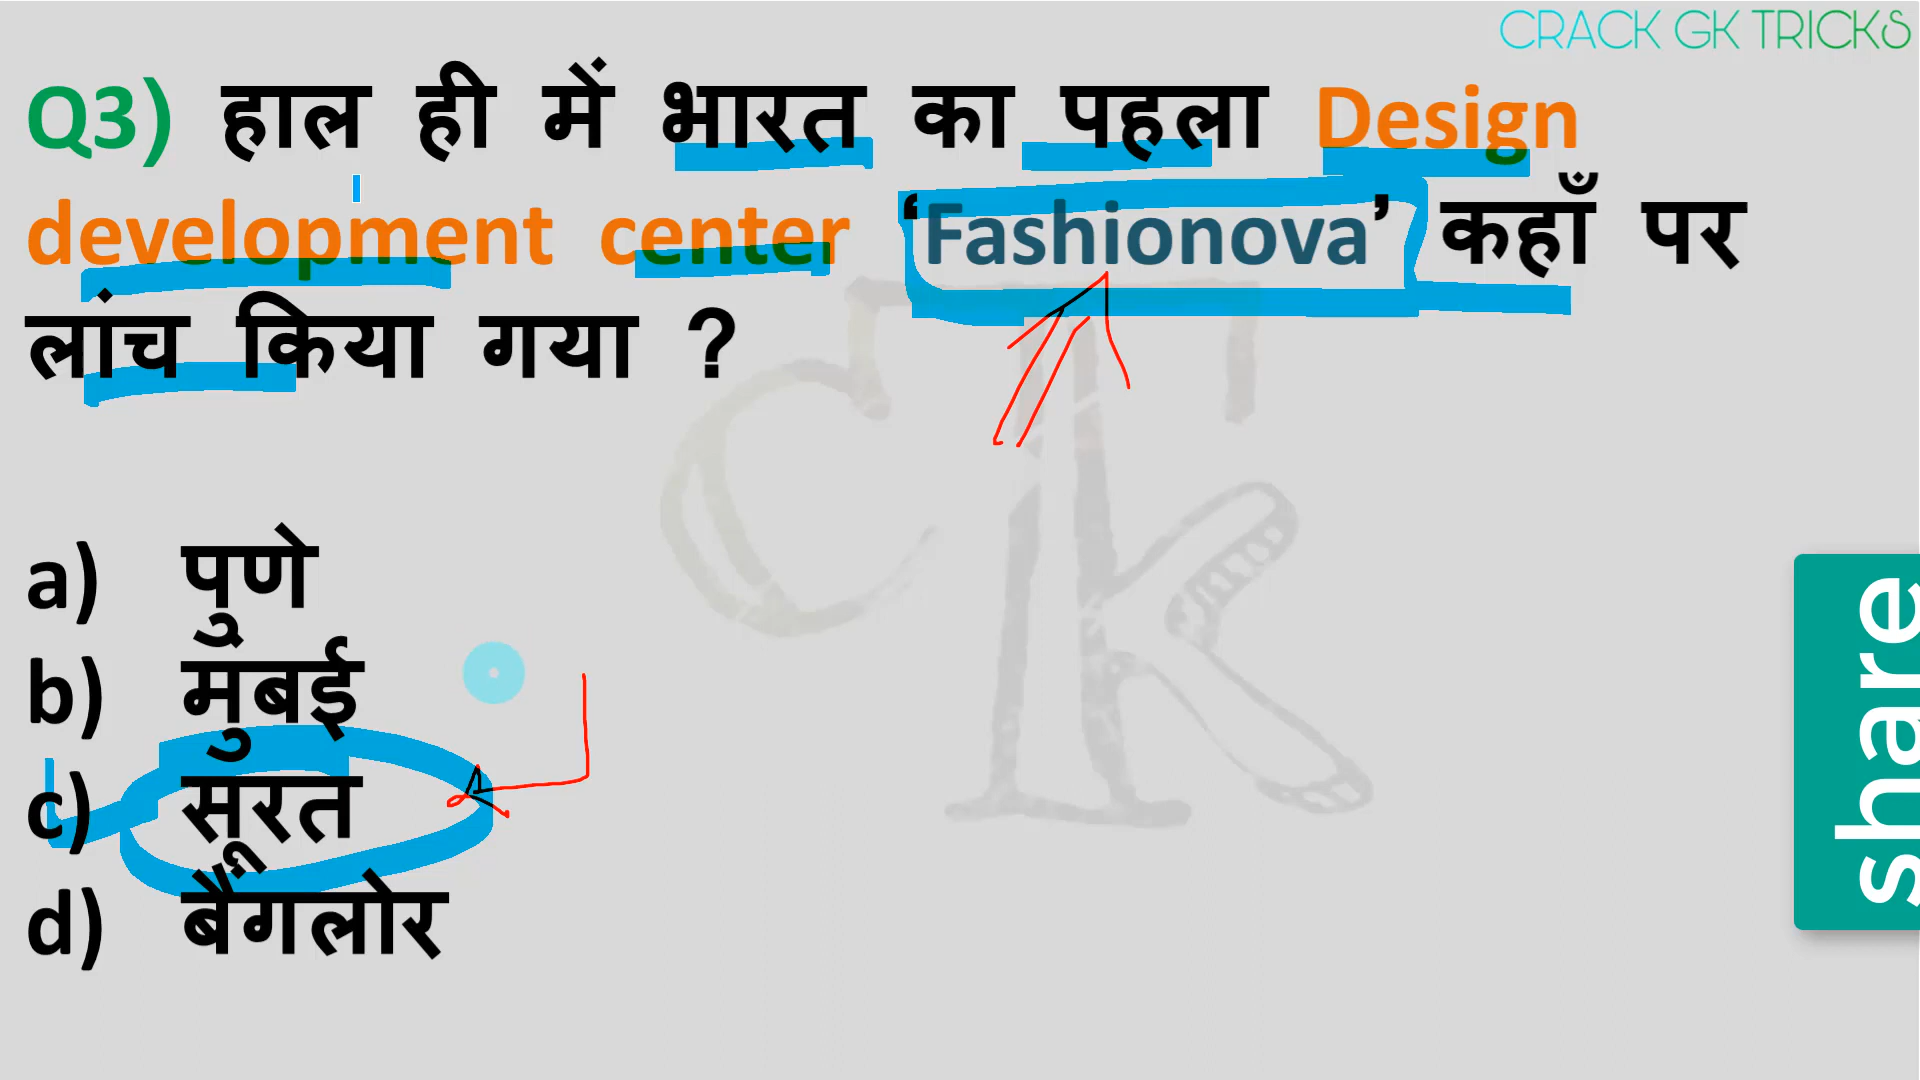 CRACK GK TRICKS
Q3) हाल ही में भारत का पहला Design
development center ‘Fashionova’ कहाँ पर
लांच किया गया ?
a) पुणे
b) मुंबई
c) सूरत
d) बैंगलोर
share